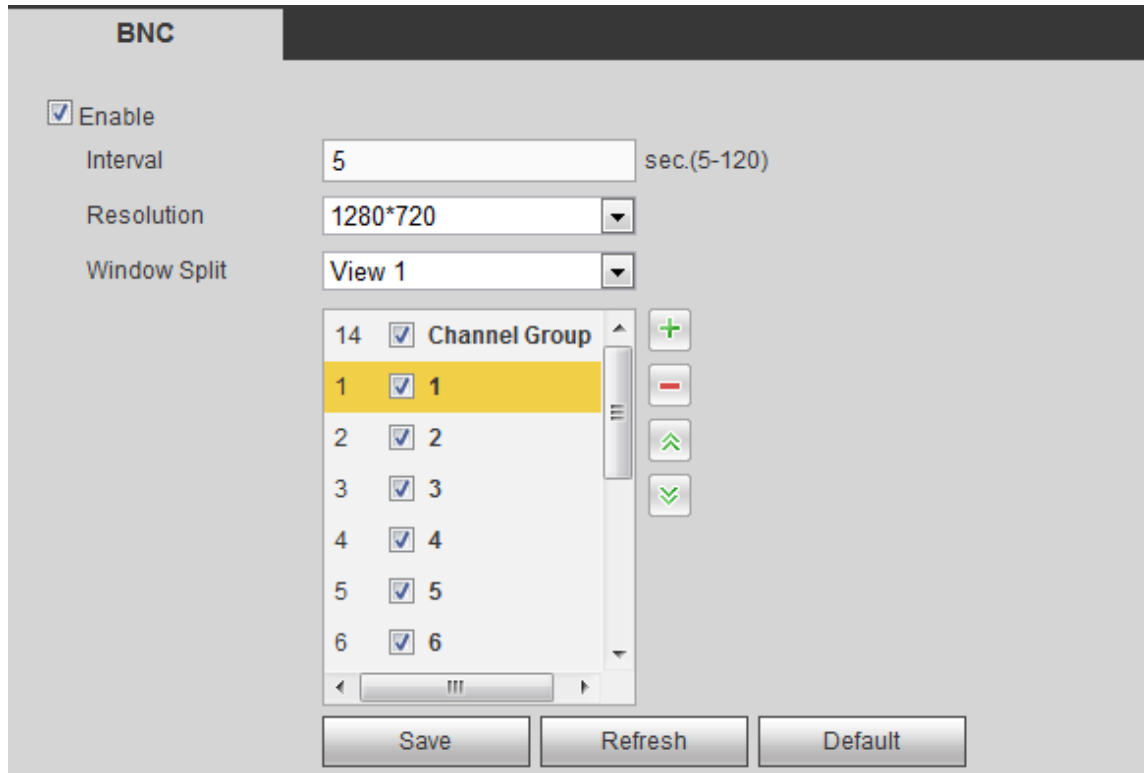 BNC
Enable
Interval 5 sec.(5-120)
Resolution 1280*720
Window Split View 1
14 Channel Group
1 1
2 2
3 3
4 4
5 5
6 6
Save Refresh Default